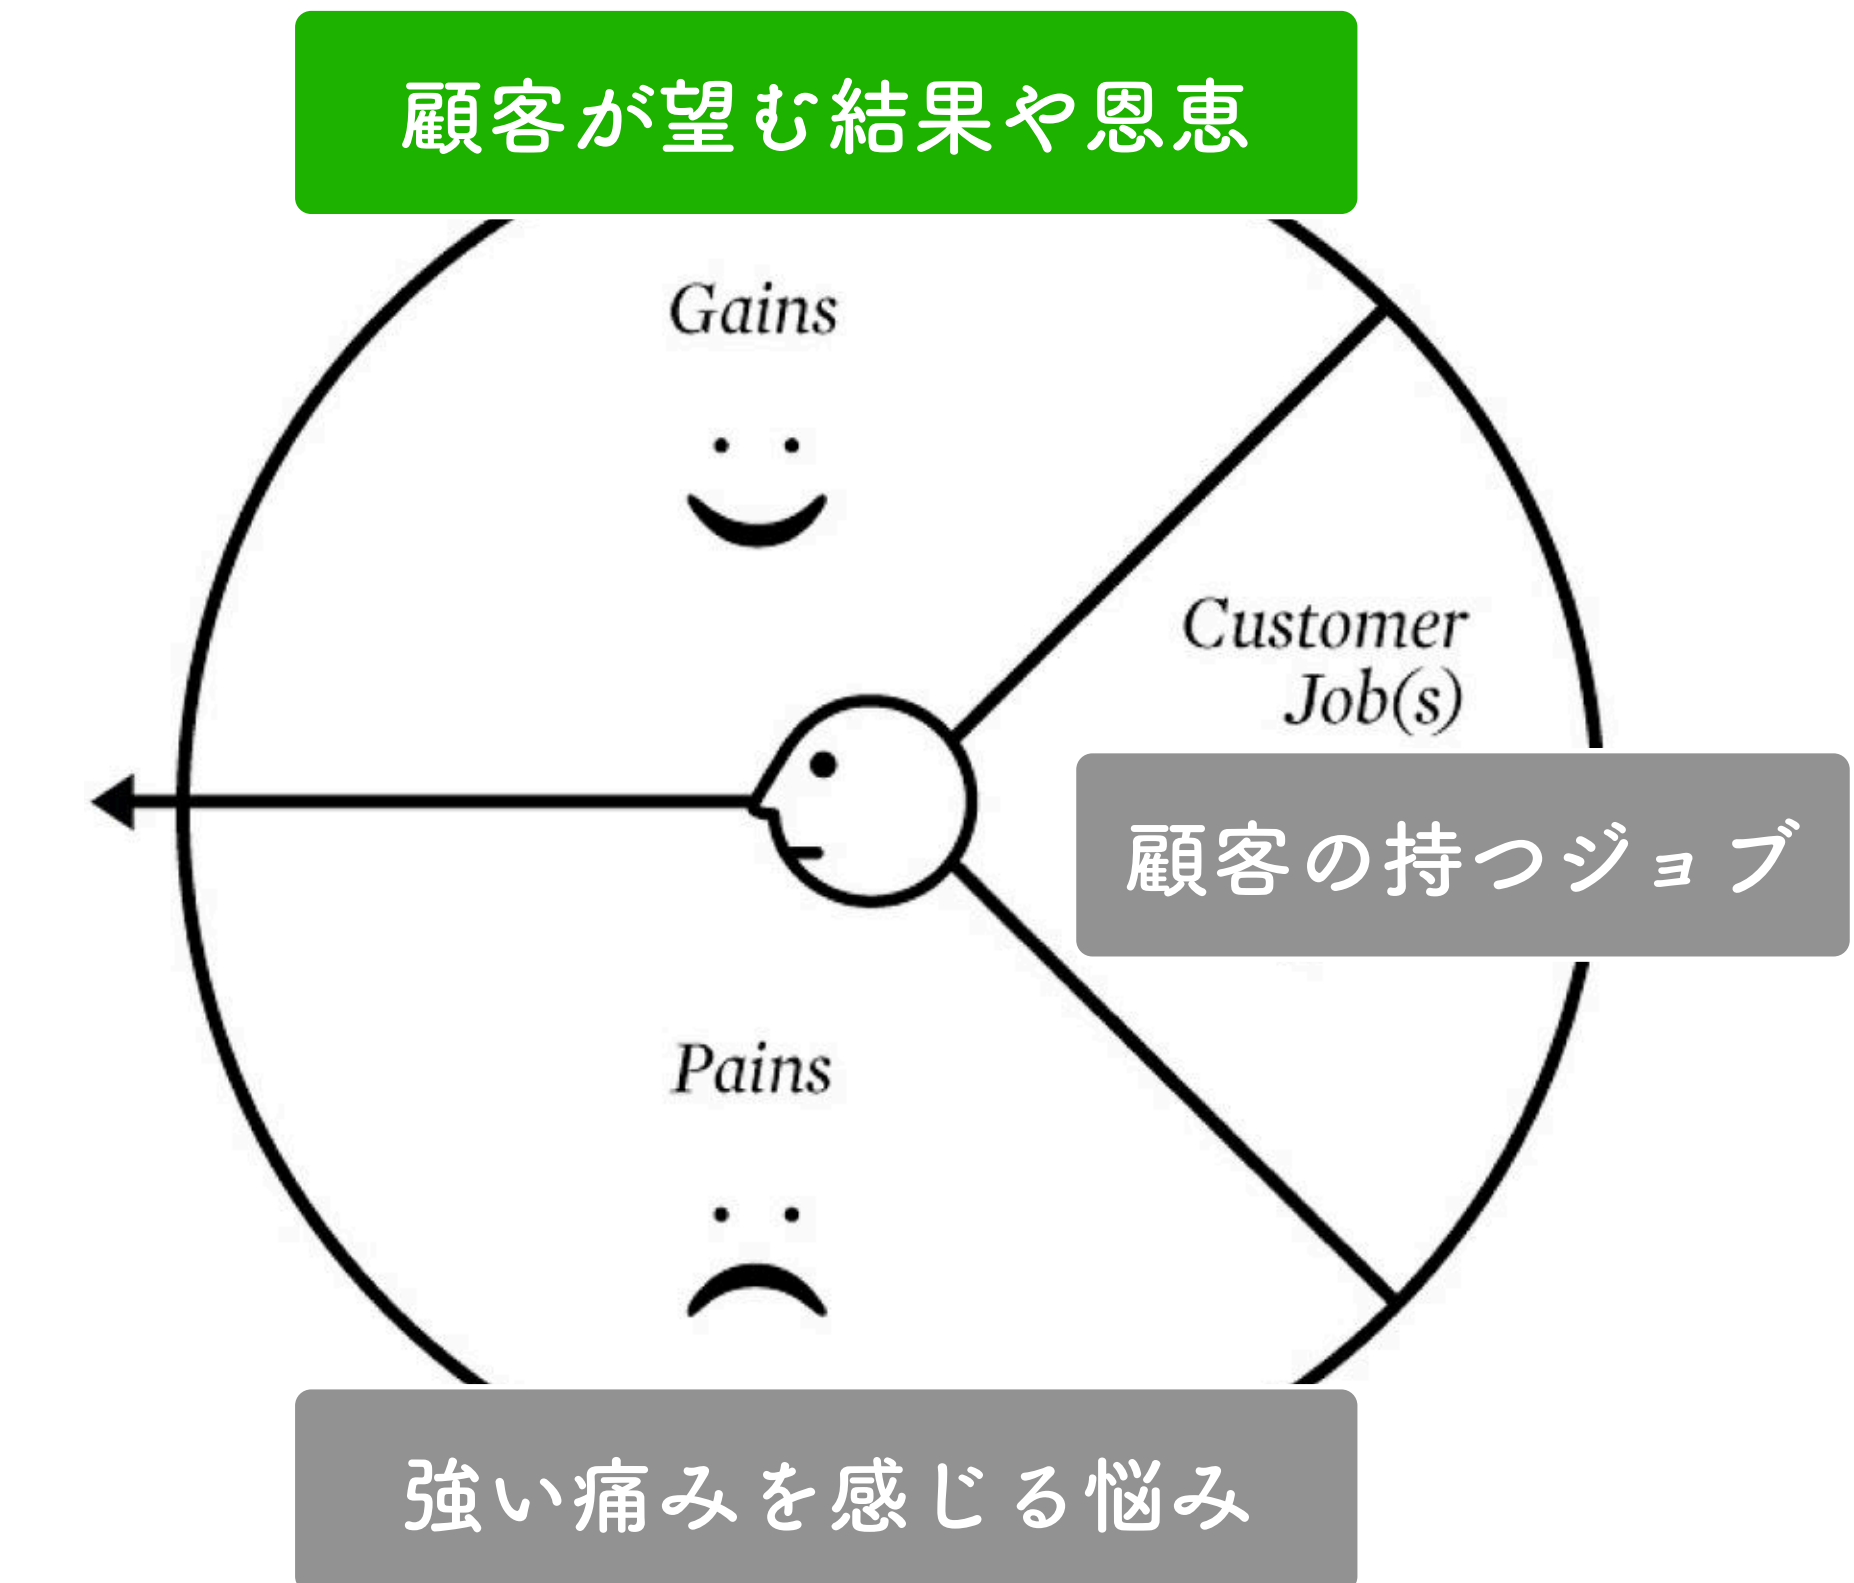 顧客が望む結果や恩恵
Gains
Customer
Job(s)
顧客の持つジョブ
Pains
強い痛みを感じる悩み